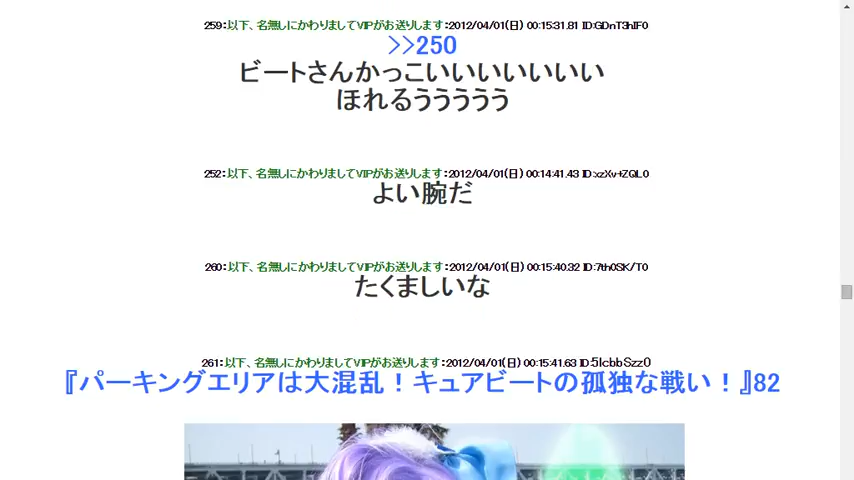 259：以下、名無しにかわりましてVIPがお送りします：2012/04/01(日) 00:15:31.81 ID:GDnT3hIF0
>>250
ビートさんかっこいいいいいいい
ほれるううううう
252：以下、名無しにかわりましてVIPがお送りします：2012/04/01(日) 00:14:41.43 ID:xzXv+ZQL0
よい腕だ
260：以下、名無しにかわりましてVIPがお送りします：2012/04/01(日) 00:15:40.32 ID:7th0SK/T0
たくましいな
261：以下、名無しにかわりましてVIPがお送りします：2012/04/01(日) 00:15:41.63 ID:5IcbbSzz0
『パーキングエリアは大混乱！キュアビートの孤独な戦い！』82